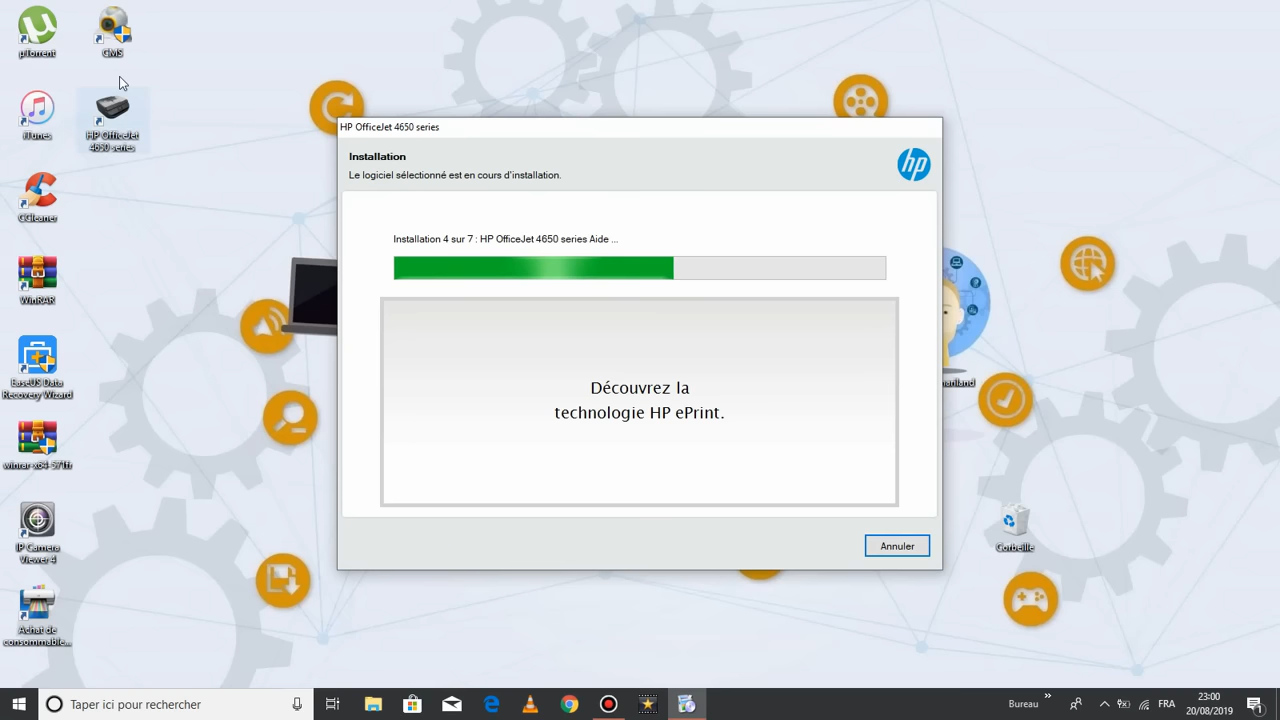 µTorrent
CMS
iTunes
HP OfficeJet
4650 series
CCleaner
WinRAR
EaseUS Data
Recovery Wizard
winrar-x64-571fr
IP Camera
Viewer 4
Achat de
consommable...
HP OfficeJet 4650 series
Installation
Le logiciel sélectionné est en cours d'installation.
hp
Installation 4 sur 7 : HP OfficeJet 4650 series Aide ...
Découvrez la
technologie HP ePrint.
Annuler
Corbeille
Taper ici pour rechercher
Bureau
»
FRA
23:00
20/08/2019
1